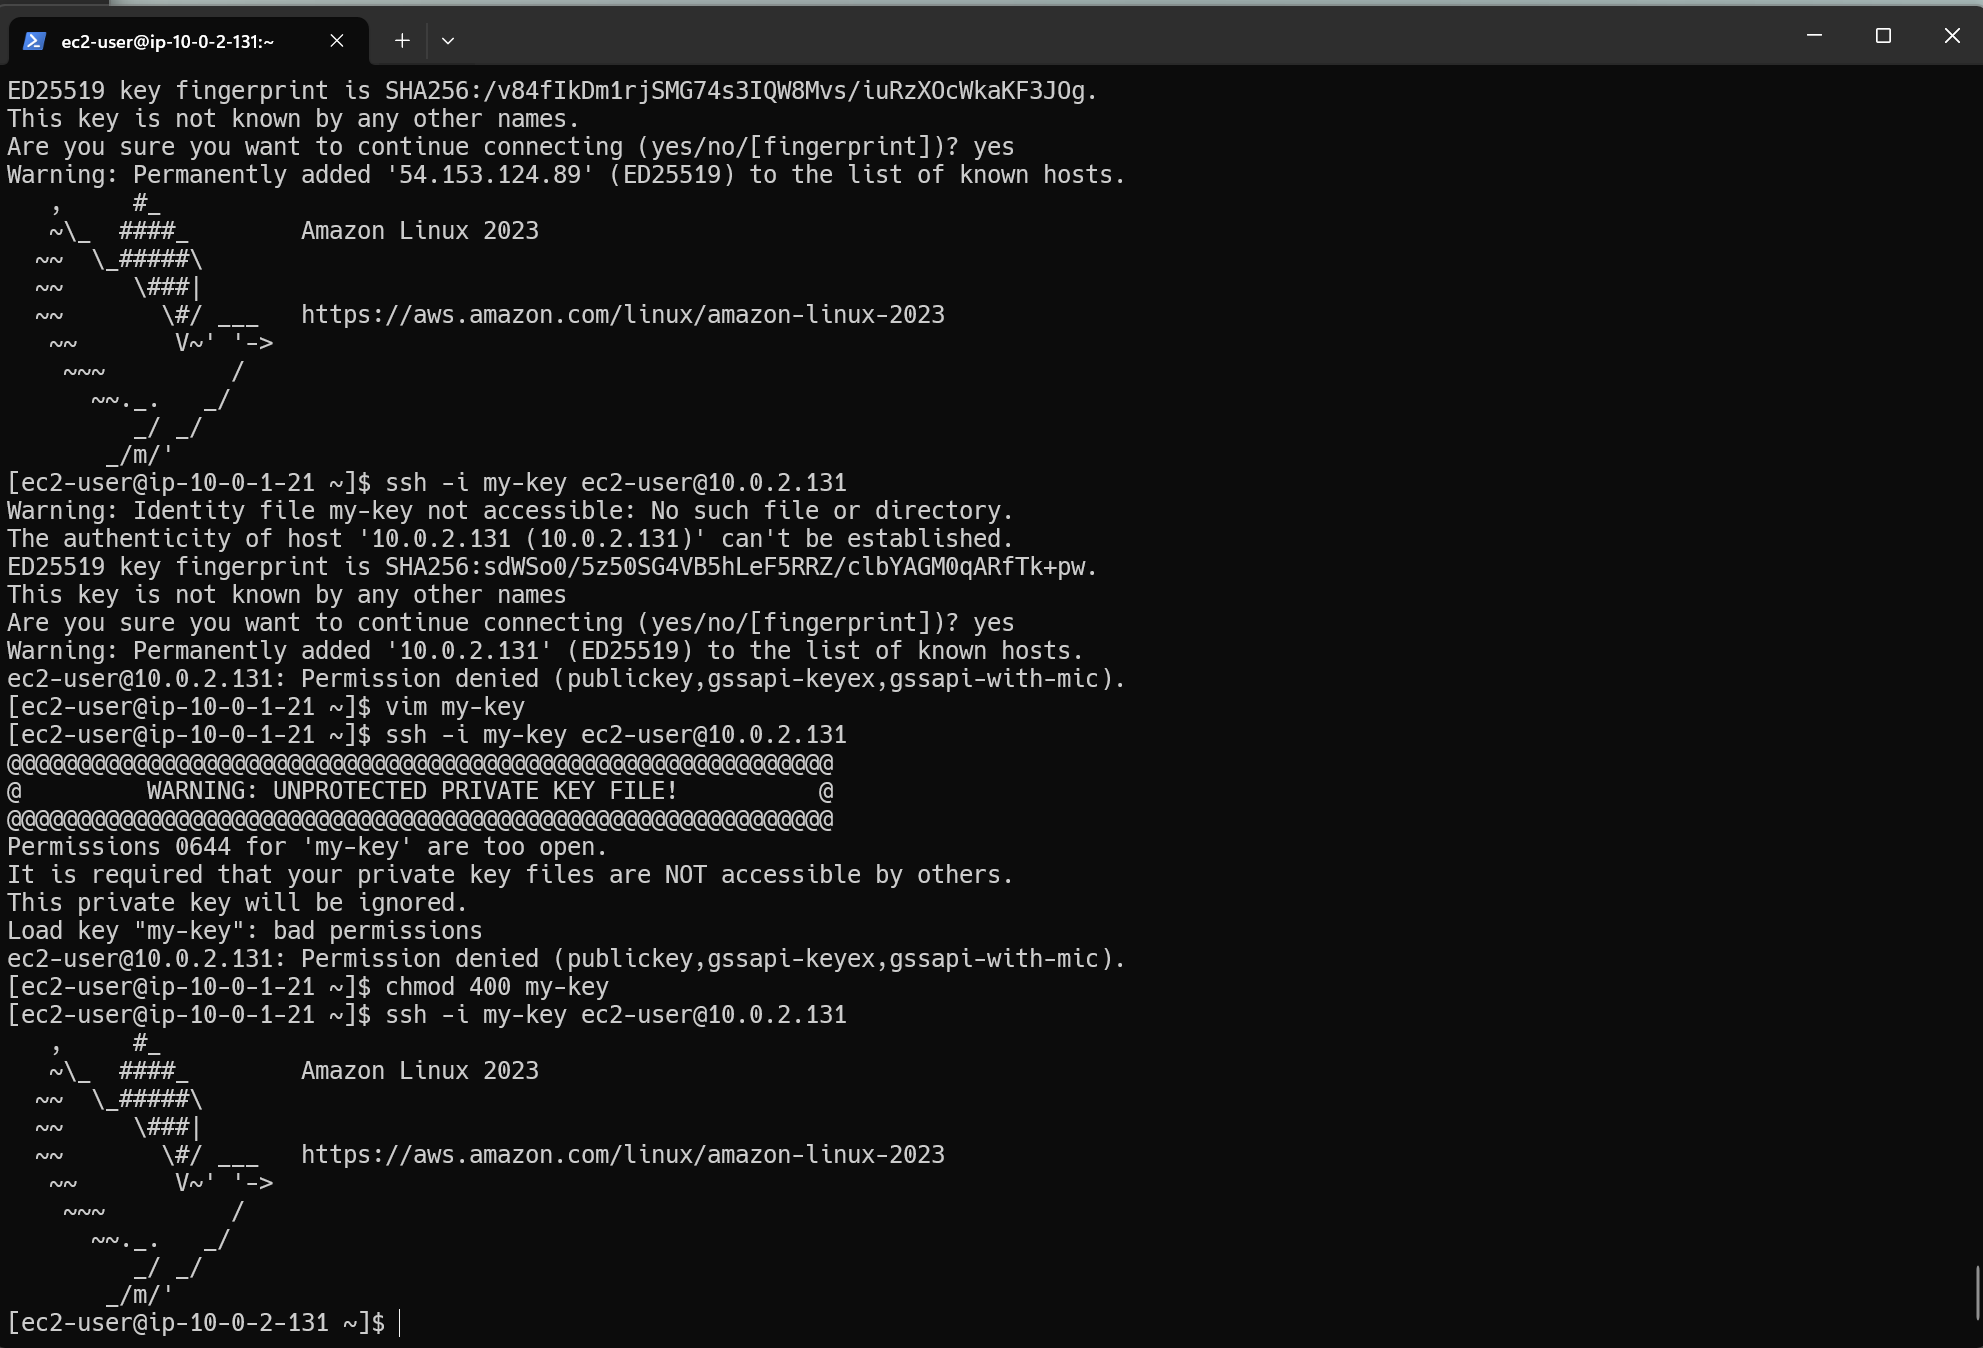 ec2-user@ip-10-0-2-131:~
ED25519 key fingerprint is SHA256:/v84fIkDm1rjSMG74s3IQW8Mvs/iuRzXOcWkaKF3JOg.
This key is not known by any other names.
Are you sure you want to continue connecting (yes/no/[fingerprint])? yes
Warning: Permanently added '54.153.124.89' (ED25519) to the list of known hosts.
   ,     #_
   ~\_  ####_        Amazon Linux 2023
  ~~  \_#####\
  ~~     \###|
  ~~       \#/ ___   https://aws.amazon.com/linux/amazon-linux-2023
   ~~       V~' '->
    ~~~         /
      ~~._.   _/
         _/ _/
       _/m/'
[ec2-user@ip-10-0-1-21 ~]$ ssh -i my-key ec2-user@10.0.2.131
Warning: Identity file my-key not accessible: No such file or directory.
The authenticity of host '10.0.2.131 (10.0.2.131)' can't be established.
ED25519 key fingerprint is SHA256:sdWSo0/5z50SG4VB5hLeF5RRZ/clbYAGM0qARfTk+pw.
This key is not known by any other names
Are you sure you want to continue connecting (yes/no/[fingerprint])? yes
Warning: Permanently added '10.0.2.131' (ED25519) to the list of known hosts.
ec2-user@10.0.2.131: Permission denied (publickey,gssapi-keyex,gssapi-with-mic).
[ec2-user@ip-10-0-1-21 ~]$ vim my-key
[ec2-user@ip-10-0-1-21 ~]$ ssh -i my-key ec2-user@10.0.2.131
@@@@@@@@@@@@@@@@@@@@@@@@@@@@@@@@@@@@@@@@@@@@@@@@@@@@@@@@@@@
@         WARNING: UNPROTECTED PRIVATE KEY FILE!          @
@@@@@@@@@@@@@@@@@@@@@@@@@@@@@@@@@@@@@@@@@@@@@@@@@@@@@@@@@@@
Permissions 0644 for 'my-key' are too open.
It is required that your private key files are NOT accessible by others.
This private key will be ignored.
Load key "my-key": bad permissions
ec2-user@10.0.2.131: Permission denied (publickey,gssapi-keyex,gssapi-with-mic).
[ec2-user@ip-10-0-1-21 ~]$ chmod 400 my-key
[ec2-user@ip-10-0-1-21 ~]$ ssh -i my-key ec2-user@10.0.2.131
   ,     #_
   ~\_  ####_        Amazon Linux 2023
  ~~  \_#####\
  ~~     \###|
  ~~       \#/ ___   https://aws.amazon.com/linux/amazon-linux-2023
   ~~       V~' '->
    ~~~         /
      ~~._.   _/
         _/ _/
       _/m/'
[ec2-user@ip-10-0-2-131 ~]$